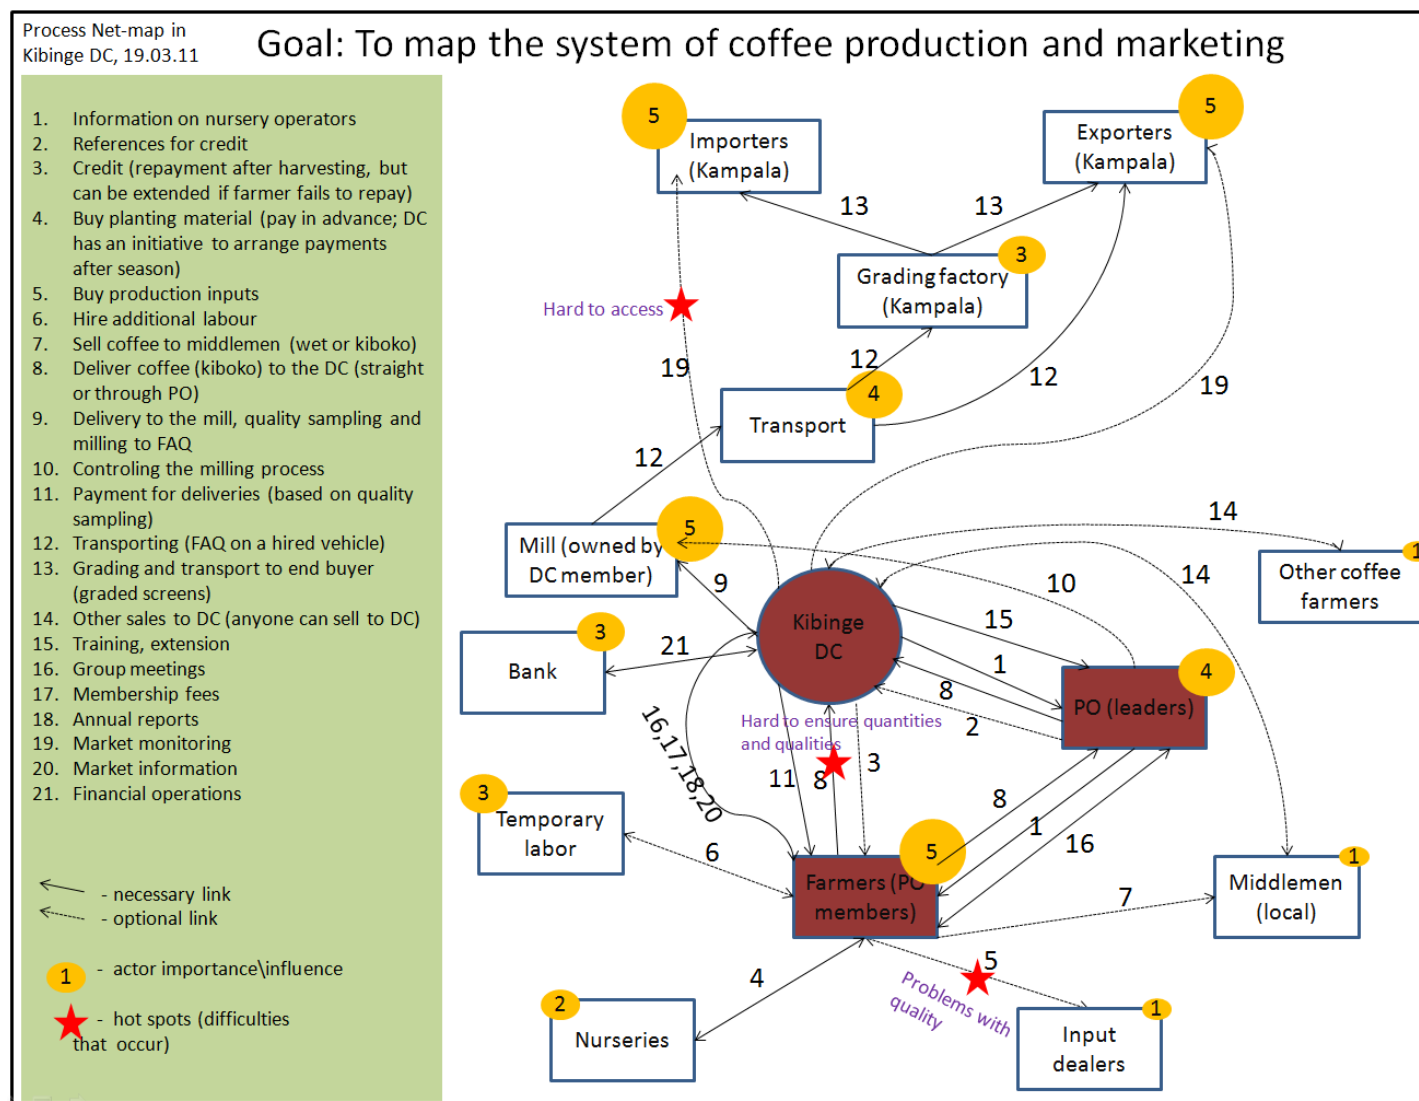 Process Net-map in
Kibinge DC, 19.03.11
Goal: To map the system of coffee production and marketing
1. Information on nursery operators
2. References for credit
3. Credit (repayment after harvesting, but
can be extended if farmer fails to repay)
4. Buy planting material (pay in advance; DC
has an initiative to arrange payments
after season)
5. Buy production inputs
6. Hire additional labour
7. Sell coffee to middlemen (wet or kiboko)
8. Deliver coffee (kiboko) to the DC (straight
or through PO)
9. Delivery to the mill, quality sampling and
milling to FAQ
10. Controling the milling process
11. Payment for deliveries (based on quality
sampling)
12. Transporting (FAQ on a hired vehicle)
13. Grading and transport to end buyer
(graded screens)
14. Other sales to DC (anyone can sell to DC)
15. Training, extension
16. Group meetings
17. Membership fees
18. Annual reports
19. Market monitoring
20. Market information
21. Financial operations
- necessary link
- optional link
1
- actor importance\influence
- hot spots (difficulties
that occur)
5
Importers
(Kampala)
5
Exporters
(Kampala)
13
13
3
Grading factory
(Kampala)
Hard to access
19
12
12
19
4
Transport
12
5
Mill (owned by
DC member)
14
1
Other coffee
farmers
9
10
14
Kibinge
DC
15
3
Bank
21
1
4
PO (leaders)
8
2
Hard to ensure quantities
and qualities
16,17,18,20
11
8
3
3
Temporary
labor
6
8
1
16
5
Farmers (PO
members)
7
1
Middlemen
(local)
4
5
Problems with
quality
2
Nurseries
1
Input
dealers